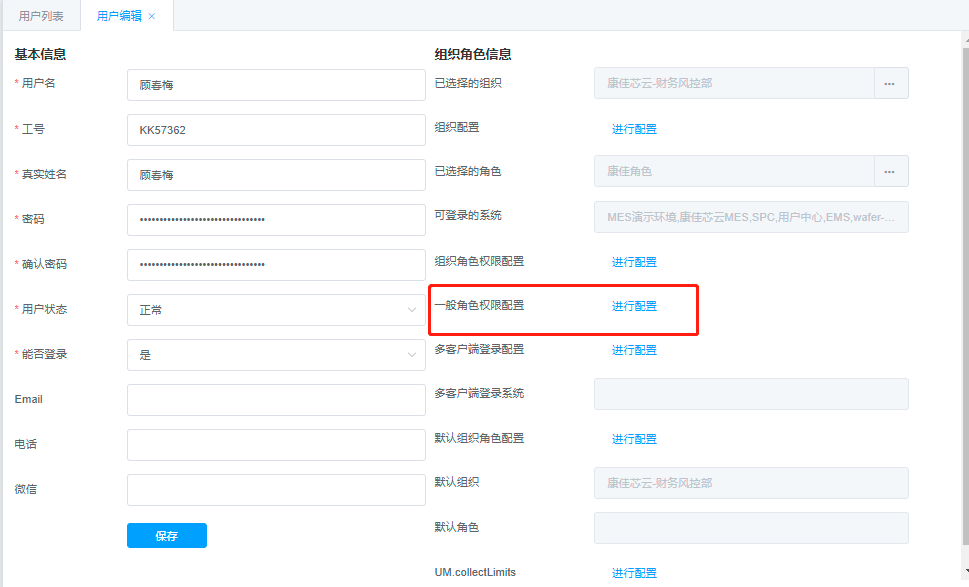 用户列表
用户编辑 ×
基本信息
* 用户名
顾春梅
* 工号
KK57362
* 真实姓名
顾春梅
* 密码
••••••••••••••••••••••••••••••••
* 确认密码
••••••••••••••••••••••••••••••••
* 用户状态
正常
* 能否登录
是
Email
电话
微信
保存
组织角色信息
已选择的组织
康佳芯云-财务风控部
...
组织配置
进行配置
已选择的角色
康佳角色
...
可登录的系统
MES演示环境,康佳芯云MES,SPC,用户中心,EMS,wafer-...
组织角色权限配置
进行配置
一般角色权限配置
进行配置
多客户端登录配置
进行配置
多客户端登录系统
默认组织角色配置
进行配置
默认组织
康佳芯云-财务风控部
默认角色
UM.collectLimits
进行配置